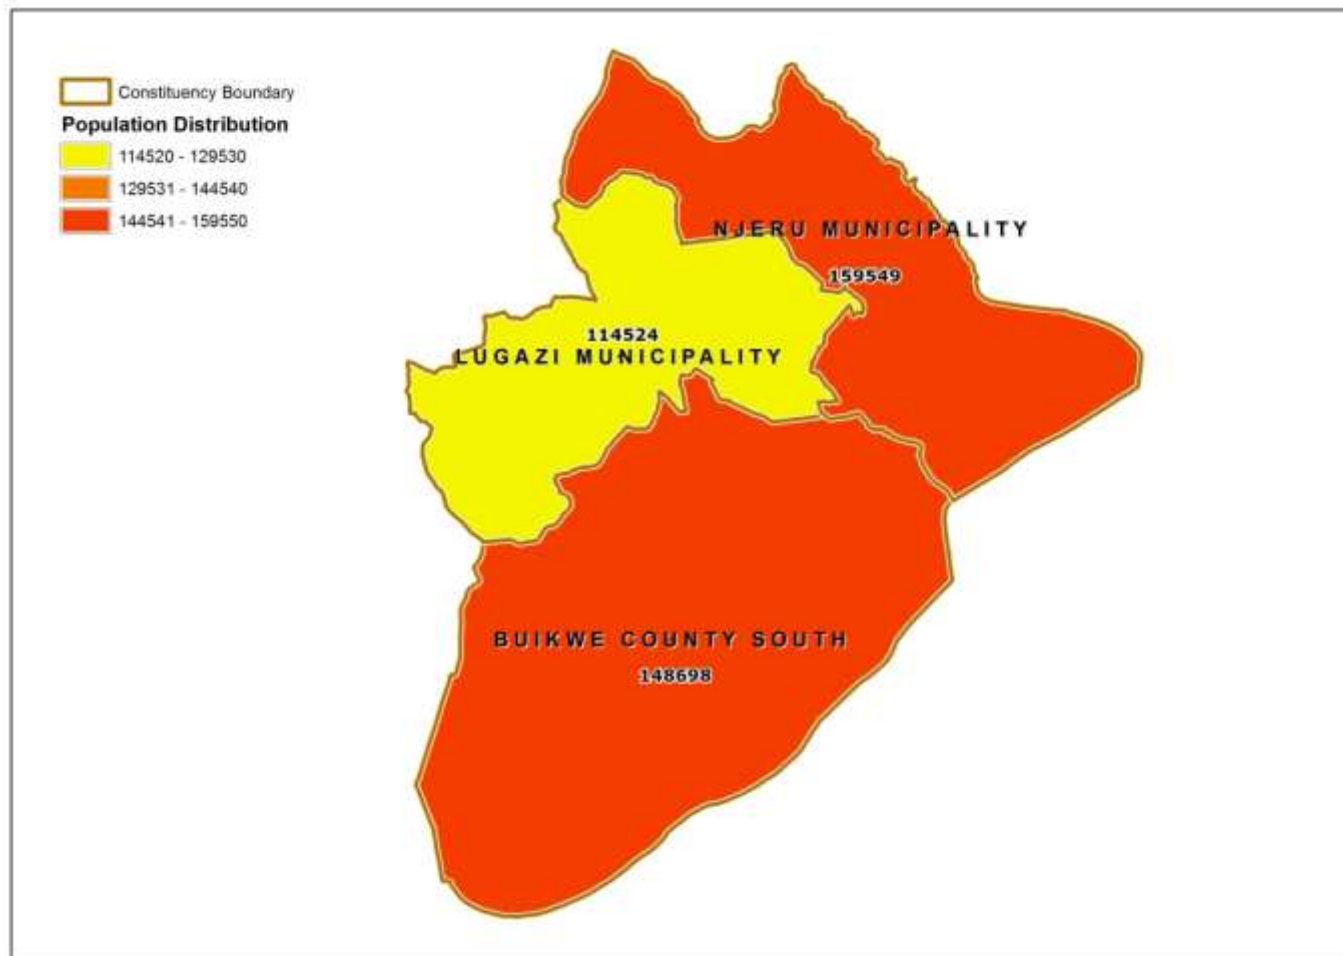 Constituency Boundary
Population Distribution
114520 - 129530
129531 - 144540
144541 - 159550
NJERU MUNICIPALITY
159549
114524
LUGAZI MUNICIPALITY
BUIKWE COUNTY SOUTH
148698